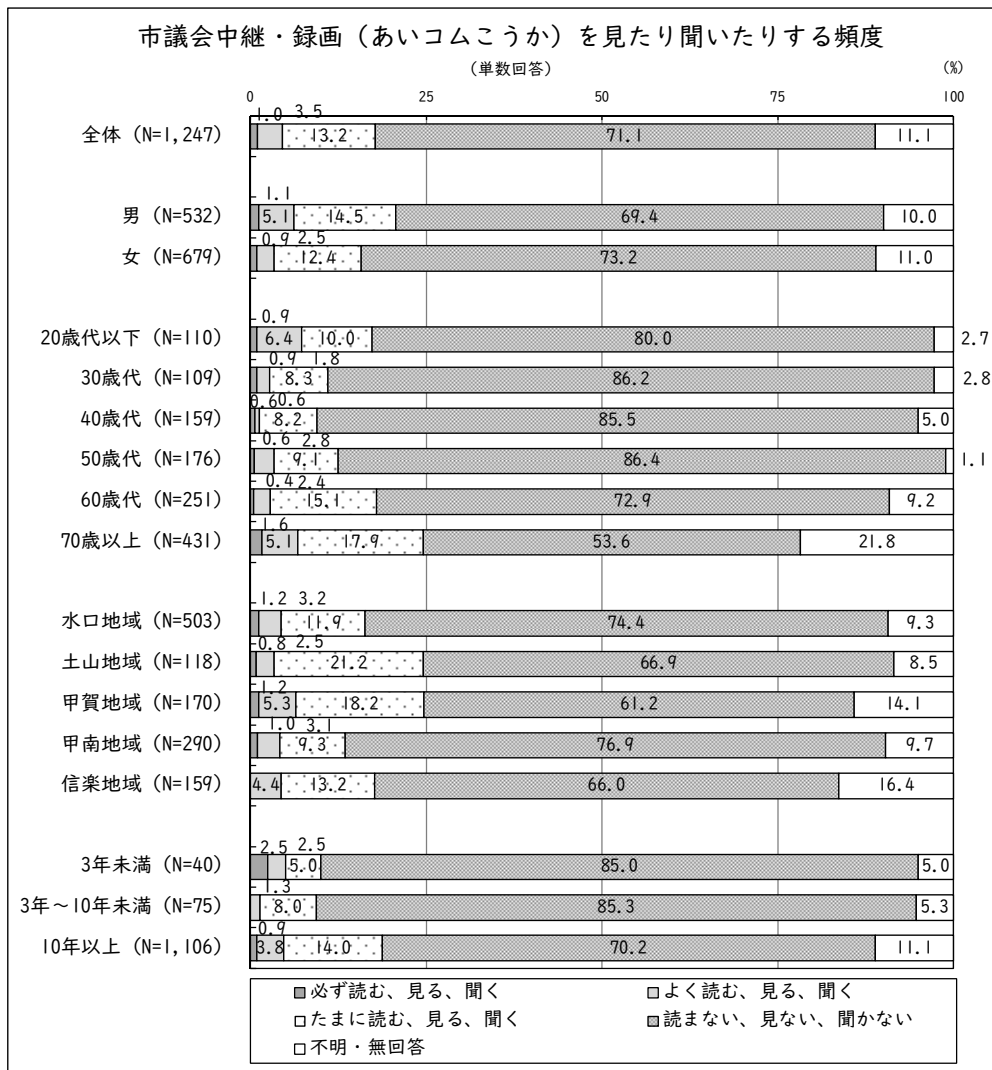 市議会中継・録画（あいコムこうか）を見たり聞いたりする頻度
（単数回答） (%)
0 25 50 75 100
1.0 3.5
全体 (N=1,247) 13.2 71.1 11.1
1.1
男 (N=532) 5.1 14.5 69.4 10.0
0.9 2.5
女 (N=679) 12.4 73.2 11.0
0.9
20歳代以下 (N=110) 6.4 10.0 80.0 2.7
0.9 1.8
30歳代 (N=109) 8.3 86.2 2.8
0.6 0.6
40歳代 (N=159) 8.2 85.5 5.0
0.6 2.8
50歳代 (N=176) 9.1 86.4 1.1
0.4 2.4
60歳代 (N=251) 15.1 72.9 9.2
1.6
70歳以上 (N=431) 5.1 17.9 53.6 21.8
1.2 3.2
水口地域 (N=503) 11.9 74.4 9.3
0.8 2.5
土山地域 (N=118) 21.2 66.9 8.5
1.2
甲賀地域 (N=170) 5.3 18.2 61.2 14.1
1.0 3.1
甲南地域 (N=290) 9.3 76.9 9.7
信楽地域 (N=159) 4.4 13.2 66.0 16.4
2.5 2.5
3年未満 (N=40) 5.0 85.0 5.0
1.3
3年～10年未満 (N=75) 8.0 85.3 5.3
0.9
10年以上 (N=1,106) 3.8 14.0 70.2 11.1
必ず読む、見る、聞く よく読む、見る、聞く
たまに読む、見る、聞く 読まない、見ない、聞かない
不明・無回答